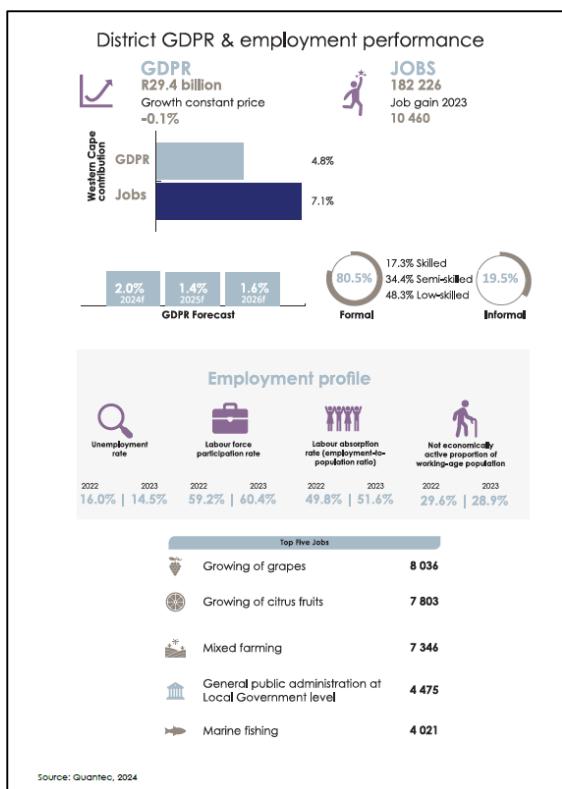 District GDPR & employment performance
GDPR
R29.4 billion
Growth constant price
-0.1%
JOBS
182 226
Job gain 2023
10 460
Western Cape
contribution
GDPR
4.8%
Jobs
7.1%
2.0%
2024f
1.4%
2025f
1.6%
2026f
GDPR Forecast
80.5%
Formal
17.3% Skilled
34.4% Semi-skilled
48.3% Low-skilled
19.5%
Informal
Employment profile
Unemployment
rate
2022 2023
16.0% | 14.5%
Labour force
participation rate
2022 2023
59.2% | 60.4%
Labour absorption
rate (employment-to-
population ratio)
2022 2023
49.8% | 51.6%
Not economically
active proportion of
working-age population
2022 2023
29.6% | 28.9%
Top Five Jobs
Growing of grapes 8 036
Growing of citrus fruits 7 803
Mixed farming 7 346
General public administration at
Local Government level 4 475
Marine fishing 4 021
Source: Quantec, 2024